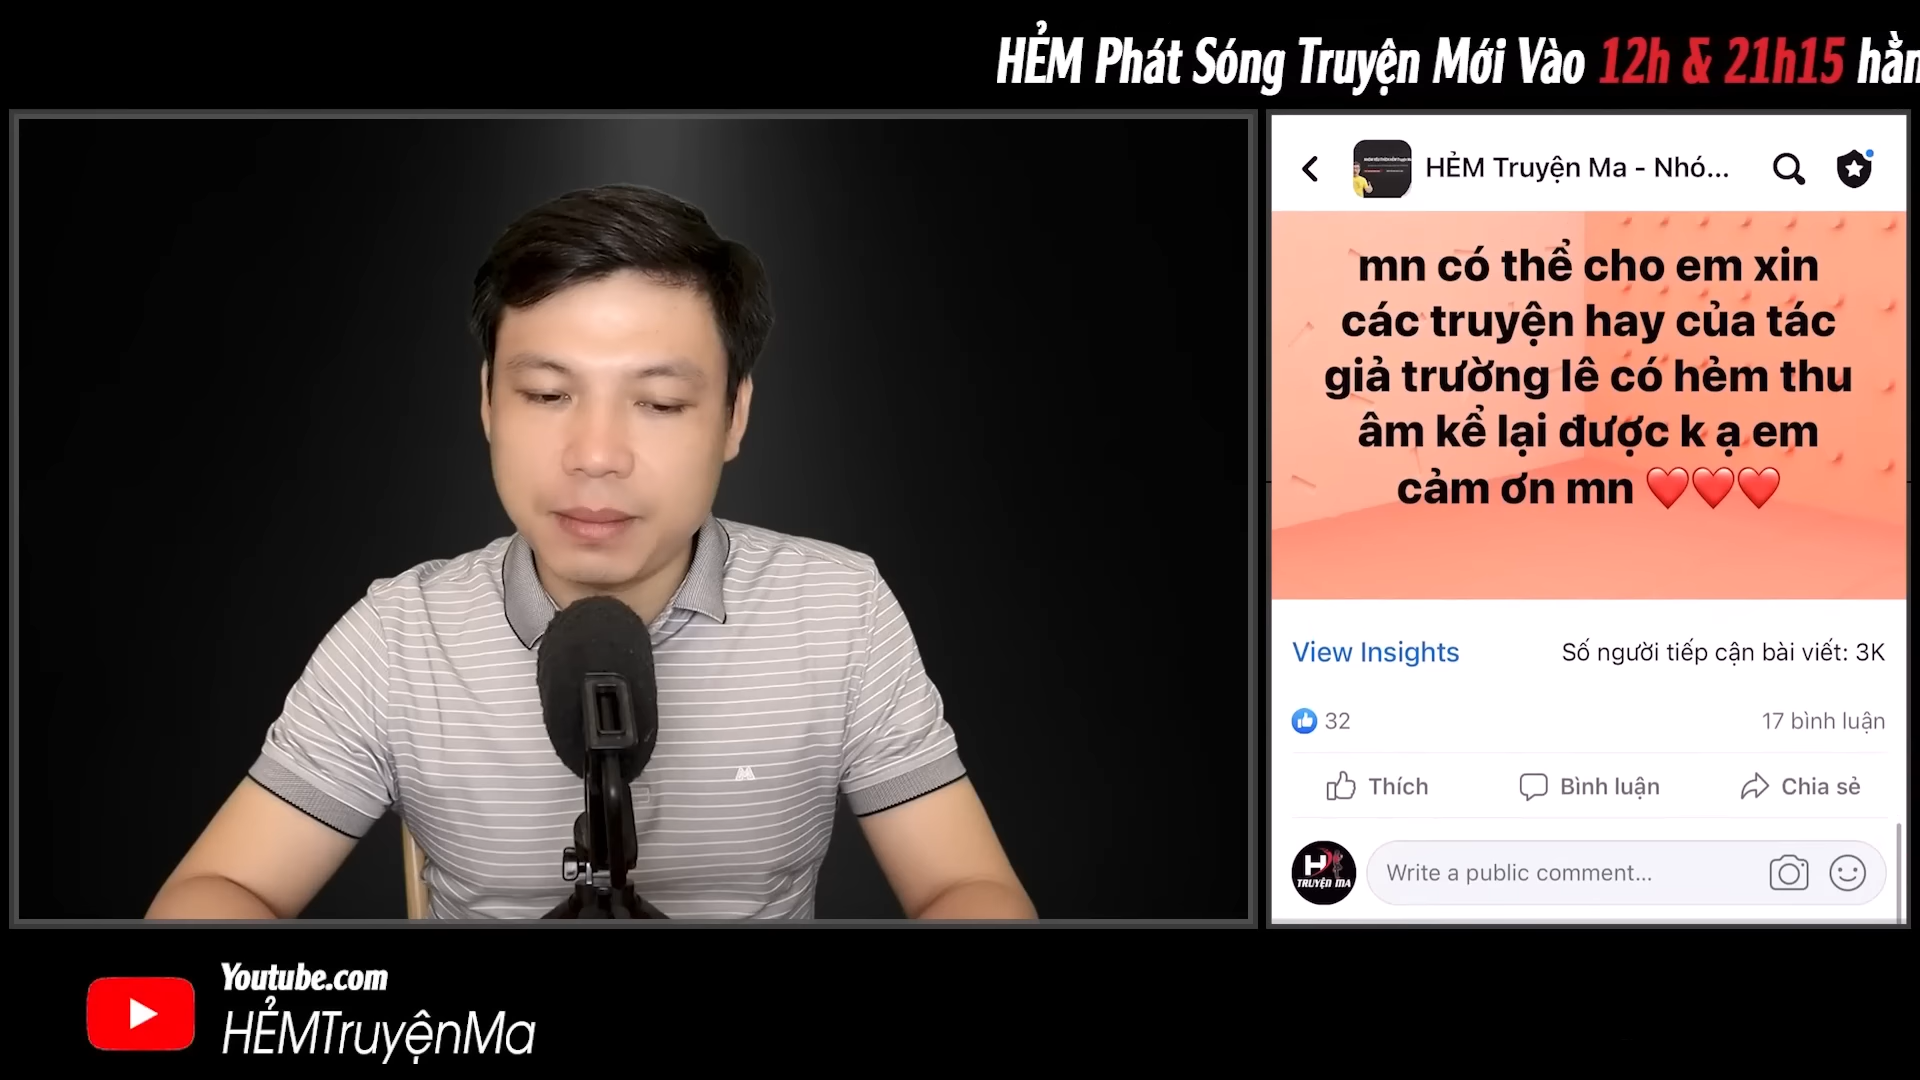 HẺM Phát Sóng Truyện Mới Vào 12h & 21h15 hằn
HẺM Truyện Ma - Nhó...
mn có thể cho em xin
các truyện hay của tác
giả trường lê có hẻm thu
âm kể lại được k ạ em
cảm ơn mn ❤️❤️❤️
View Insights
Số người tiếp cận bài viết: 3K
32
17 bình luận
Thích
Bình luận
Chia sẻ
H
TRUYỆN MA
Write a public comment...
Youtube.com
HẺMTruyệnMa